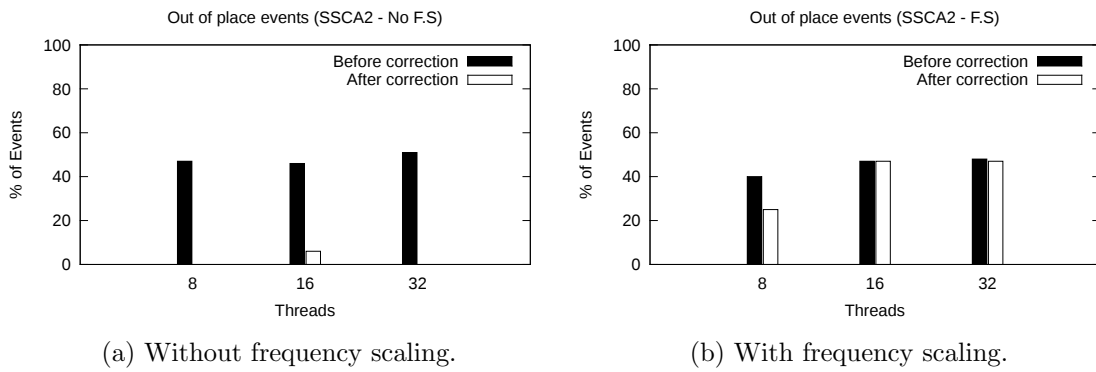 Out of place events (SSCA2 - No F.S)
% of Events
100
80
60
40
20
0
Before correction
After correction
8 16 32
Threads
(a) Without frequency scaling.
Out of place events (SSCA2 - F.S)
% of Events
100
80
60
40
20
0
Before correction
After correction
8 16 32
Threads
(b) With frequency scaling.